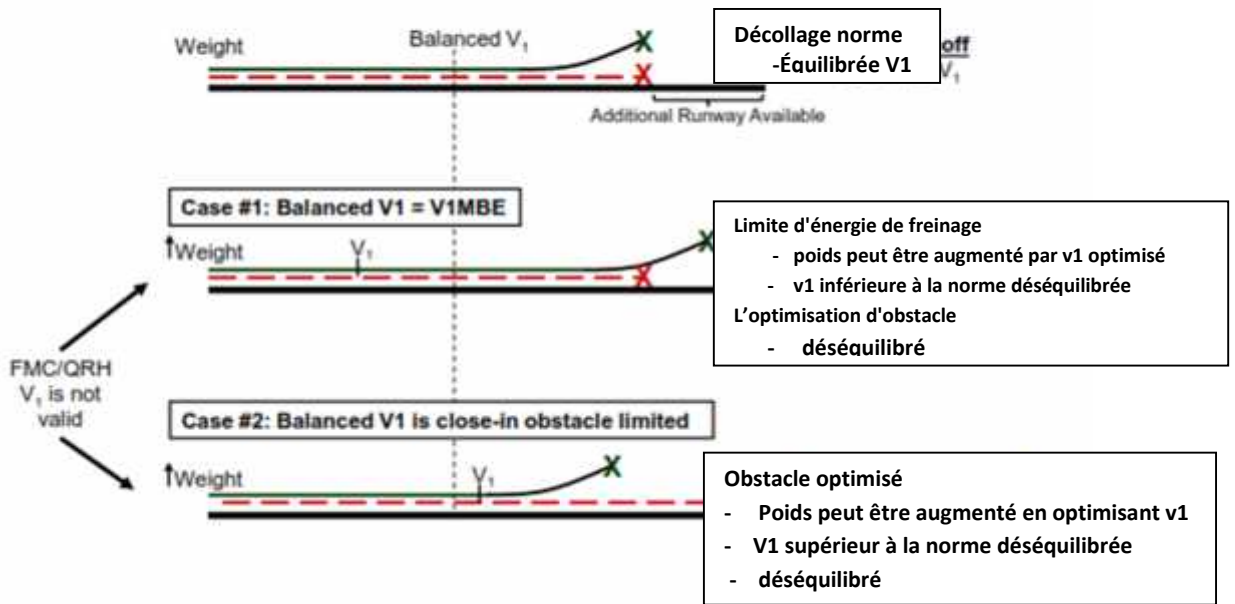 Weight
Balanced V₁
Décollage norme
-Équilibrée V1
off
V₁
Additional Runway Available
Case #1: Balanced V1 = V1MBE
↑Weight
V₁
Limite d'énergie de freinage
- poids peut être augmenté par v1 optimisé
- v1 inférieure à la norme déséquilibrée
L'optimisation d'obstacle
- déséquilibré
FMC/QRH
V₁ is not
valid
Case #2: Balanced V1 is close-in obstacle limited
↑Weight
V₁
Obstacle optimisé
- Poids peut être augmenté en optimisant v1
- V1 supérieur à la norme déséquilibrée
- déséquilibré